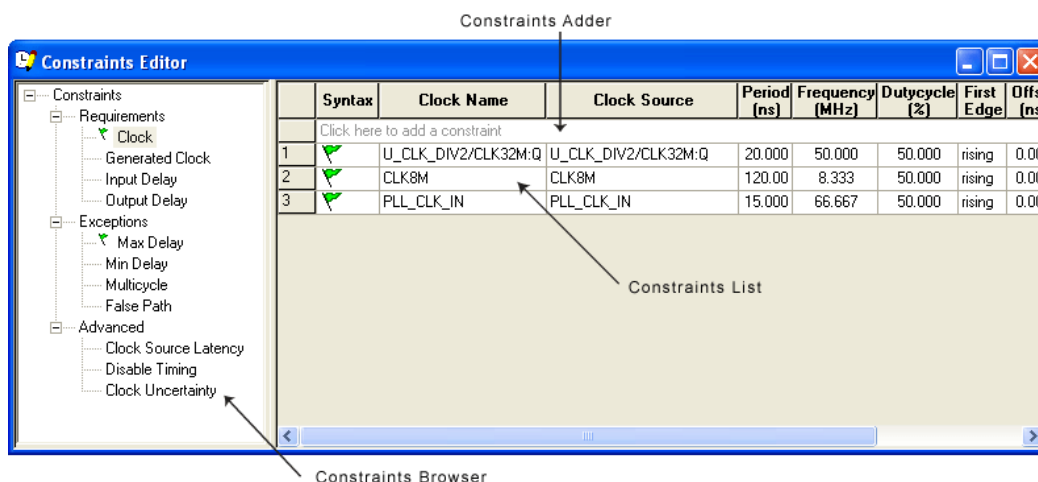 Constraints Adder
Constraints Editor
Constraints
Requirements
Clock
Generated Clock
Input Delay
Output Delay
Exceptions
Max Delay
Min Delay
Multicycle
False Path
Advanced
Clock Source Latency
Disable Timing
Clock Uncertainty
Syntax Clock Name Clock Source Period (ns) Frequency (MHz) Dutycycle (%) First Edge
Click here to add a constraint
1 U_CLK_DIV2/CLK32M:Q U_CLK_DIV2/CLK32M:Q 20.000 50.000 50.000 rising
2 CLK8M CLK8M 120.00 8.333 50.000 rising
3 PLL_CLK_IN PLL_CLK_IN 15.000 66.667 50.000 rising
Constraints List
Constraints Browser